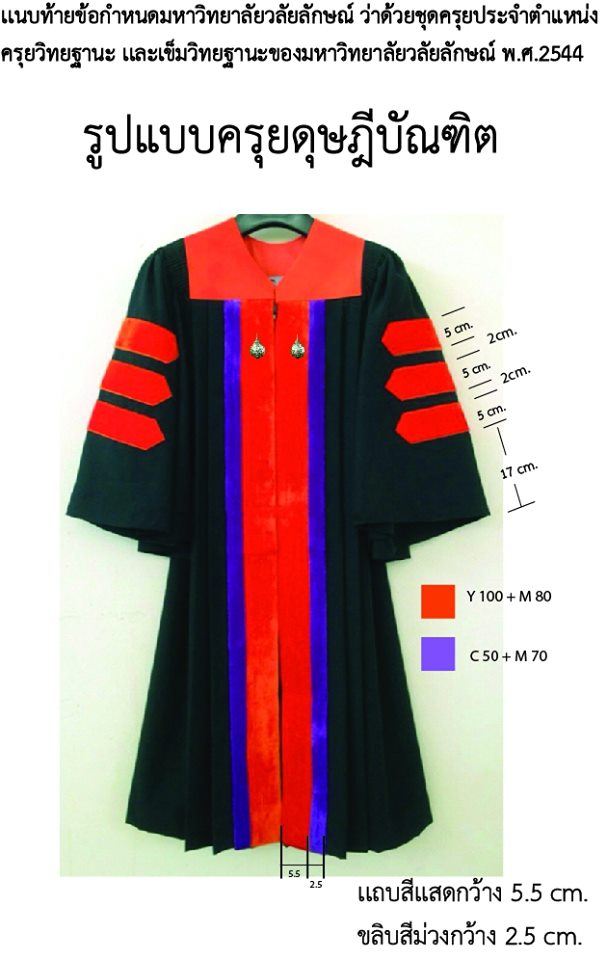 แนบท้ายข้อกำหนดมหาวิทยาลัยวลัยลักษณ์ ว่าด้วยชุดครุยประจำตำแหน่ง
ครุยวิทยฐานะ และเข็มวิทยฐานะของมหาวิทยาลัยวลัยลักษณ์ พ.ศ.2544
รูปแบบครุยดุษฎีบัณฑิต
5 cm.
2cm.
5 cm.
2cm.
5 cm.
17 cm.
Y 100 + M 80
C 50 + M 70
5.5
2.5
แถบสีแสดกว้าง 5.5 cm.
ขลิบสีม่วงกว้าง 2.5 cm.